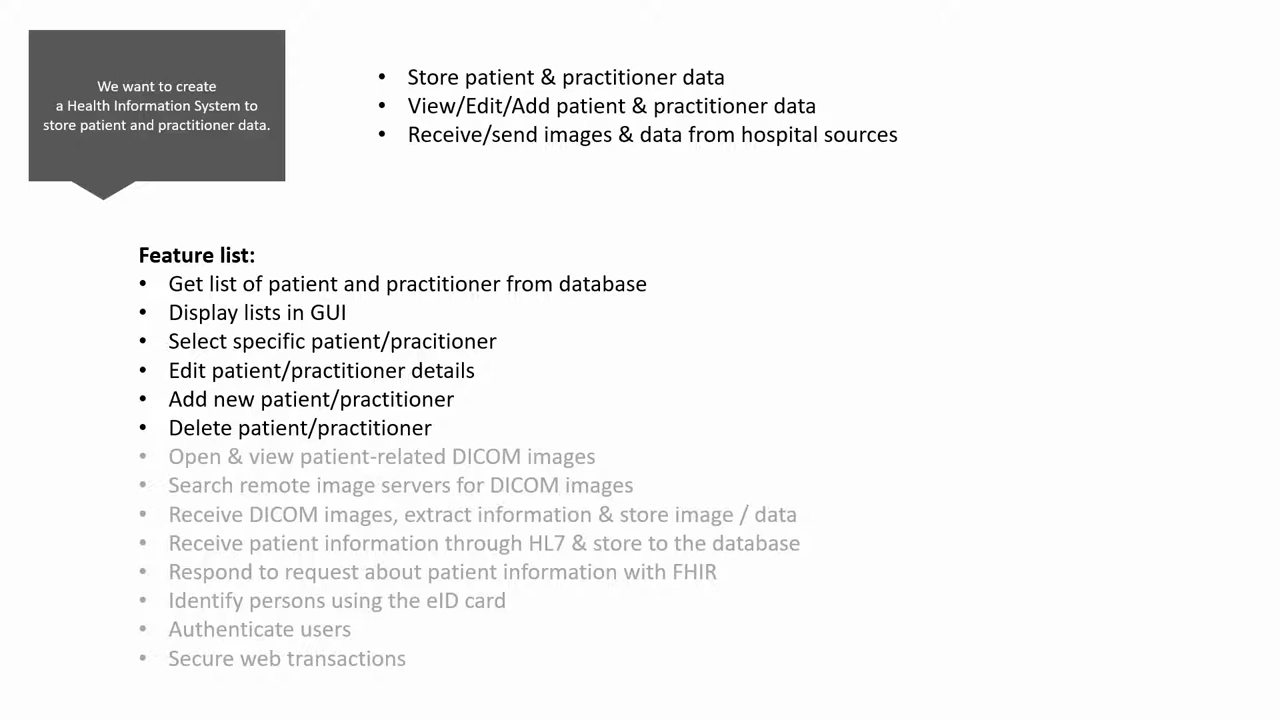 We want to create
a Health Information System to
store patient and practitioner data.
• Store patient & practitioner data
• View/Edit/Add patient & practitioner data
• Receive/send images & data from hospital sources
Feature list:
• Get list of patient and practitioner from database
• Display lists in GUI
• Select specific patient/pracitioner
• Edit patient/practitioner details
• Add new patient/practitioner
• Delete patient/practitioner
• Open & view patient-related DICOM images
• Search remote image servers for DICOM images
• Receive DICOM images, extract information & store image / data
• Receive patient information through HL7 & store to the database
• Respond to request about patient information with FHIR
• Identify persons using the eID card
• Authenticate users
• Secure web transactions